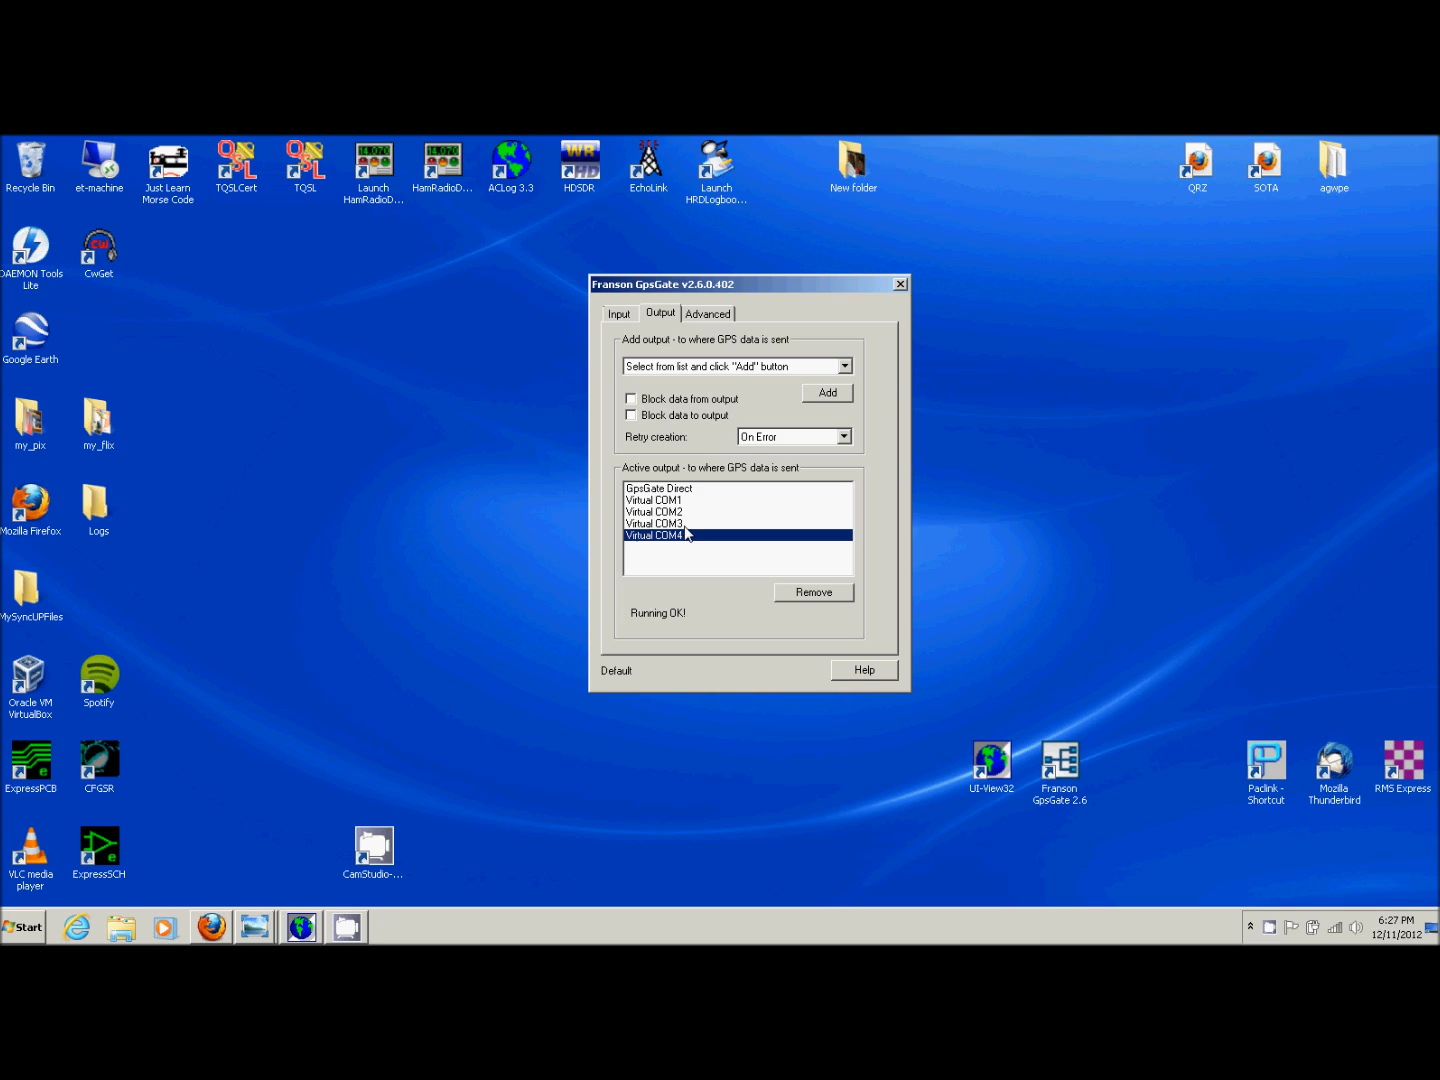 Recycle Bin
et-machine
Just Learn
Morse Code
TQSLCert
TQSL
Launch
HamRadioD...
HamRadioD...
ACLog 3.3
HDSDR
EchoLink
Launch
HRDLogboo...
New folder
QRZ
SOTA
agwpe
DAEMON Tools
Lite
CwGet
Google Earth
my_pix
my_flix
Mozilla Firefox
Logs
MySyncUPFiles
Oracle VM
VirtualBox
Spotify
ExpressPCB
CFGSR
VLC media
player
ExpressSCH
CamStudio-...
Franson GpsGate v2.6.0.402
Input
Output
Advanced
Add output - to where GPS data is sent
Select from list and click "Add" button
Add
Block data from output
Block data to output
Retry creation:
On Error
Active output - to where GPS data is sent
GpsGate Direct
Virtual COM1
Virtual COM2
Virtual COM3
Virtual COM4
Remove
Running OK!
Default
Help
UI-View32
Franson
GpsGate 2.6
Paclink -
Shortcut
Mozilla
Thunderbird
RMS Express
Start
6:27 PM
12/11/2012